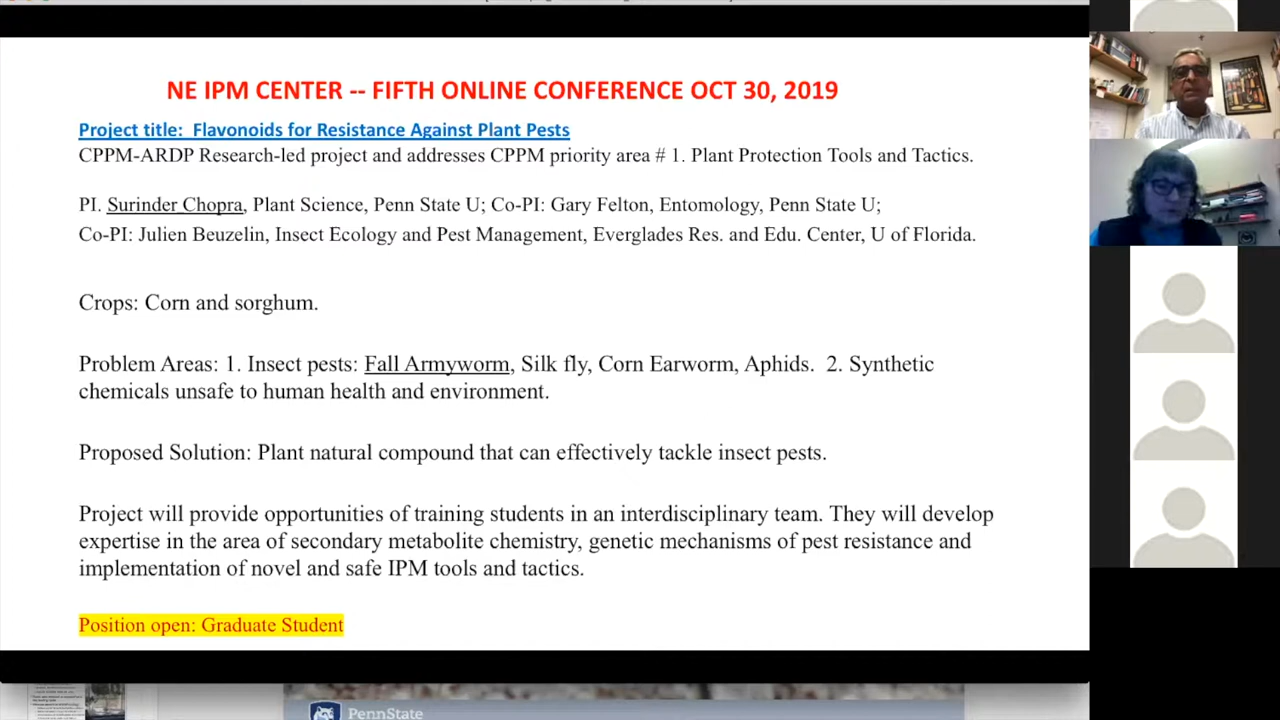 NE IPM CENTER -- FIFTH ONLINE CONFERENCE OCT 30, 2019
Project title: Flavonoids for Resistance Against Plant Pests
CPPM-ARDP Research-led project and addresses CPPM priority area # 1. Plant Protection Tools and Tactics.
PI. Surinder Chopra, Plant Science, Penn State U; Co-PI: Gary Felton, Entomology, Penn State U;
Co-PI: Julien Beuzelin, Insect Ecology and Pest Management, Everglades Res. and Edu. Center, U of Florida.
Crops: Corn and sorghum.
Problem Areas: 1. Insect pests: Fall Armyworm, Silk fly, Corn Earworm, Aphids. 2. Synthetic
chemicals unsafe to human health and environment.
Proposed Solution: Plant natural compound that can effectively tackle insect pests.
Project will provide opportunities of training students in an interdisciplinary team. They will develop
expertise in the area of secondary metabolite chemistry, genetic mechanisms of pest resistance and
implementation of novel and safe IPM tools and tactics.
Position open: Graduate Student
PennState